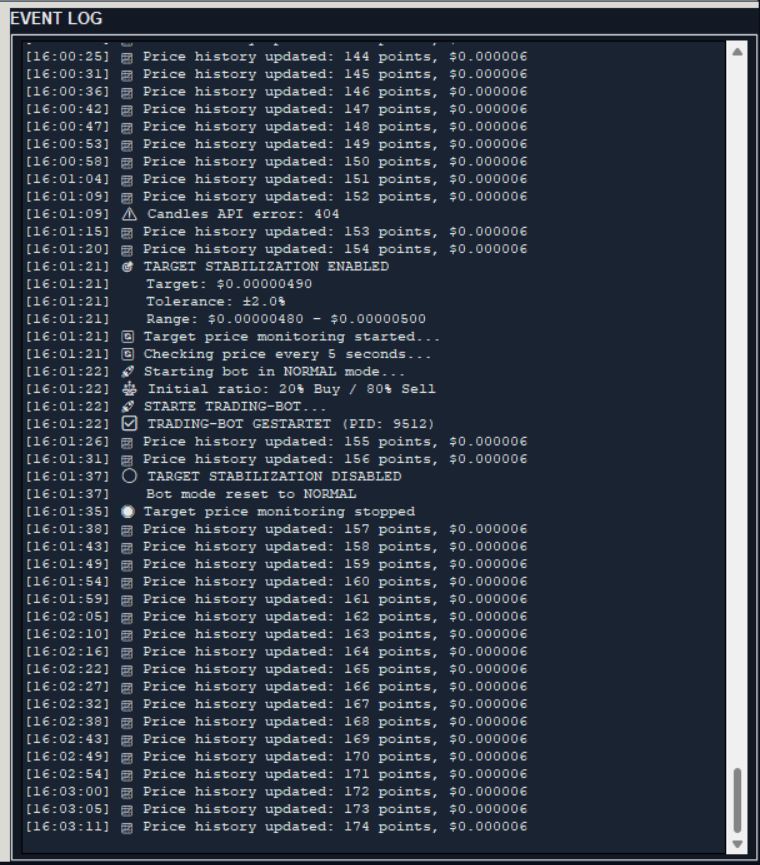 EVENT LOG
[16:00:25] Price history updated: 144 points, $0.000006
[16:00:31] Price history updated: 145 points, $0.000006
[16:00:36] Price history updated: 146 points, $0.000006
[16:00:42] Price history updated: 147 points, $0.000006
[16:00:47] Price history updated: 148 points, $0.000006
[16:00:53] Price history updated: 149 points, $0.000006
[16:00:58] Price history updated: 150 points, $0.000006
[16:01:04] Price history updated: 151 points, $0.000006
[16:01:09] Price history updated: 152 points, $0.000006
[16:01:09] ⚠ Candles API error: 404
[16:01:15] Price history updated: 153 points, $0.000006
[16:01:20] Price history updated: 154 points, $0.000006
[16:01:21] 🎯 TARGET STABILIZATION ENABLED
[16:01:21] Target: $0.00000490
[16:01:21] Tolerance: ±2.0%
[16:01:21] Range: $0.00000480 - $0.00000500
[16:01:21] Target price monitoring started...
[16:01:21] Checking price every 5 seconds...
[16:01:22] 🚀 Starting bot in NORMAL mode...
[16:01:22] Initial ratio: 20% Buy / 80% Sell
[16:01:22] 🚀 STARTE TRADING-BOT...
[16:01:22] ☑ TRADING-BOT GESTARTET (PID: 9512)
[16:01:26] Price history updated: 155 points, $0.000006
[16:01:31] Price history updated: 156 points, $0.000006
[16:01:37] TARGET STABILIZATION DISABLED
[16:01:37] Bot mode reset to NORMAL
[16:01:35] Target price monitoring stopped
[16:01:38] Price history updated: 157 points, $0.000006
[16:01:43] Price history updated: 158 points, $0.000006
[16:01:49] Price history updated: 159 points, $0.000006
[16:01:54] Price history updated: 160 points, $0.000006
[16:01:59] Price history updated: 161 points, $0.000006
[16:02:05] Price history updated: 162 points, $0.000006
[16:02:10] Price history updated: 163 points, $0.000006
[16:02:16] Price history updated: 164 points, $0.000006
[16:02:22] Price history updated: 165 points, $0.000006
[16:02:27] Price history updated: 166 points, $0.000006
[16:02:32] Price history updated: 167 points, $0.000006
[16:02:38] Price history updated: 168 points, $0.000006
[16:02:43] Price history updated: 169 points, $0.000006
[16:02:49] Price history updated: 170 points, $0.000006
[16:02:54] Price history updated: 171 points, $0.000006
[16:03:00] Price history updated: 172 points, $0.000006
[16:03:05] Price history updated: 173 points, $0.000006
[16:03:11] Price history updated: 174 points, $0.000006